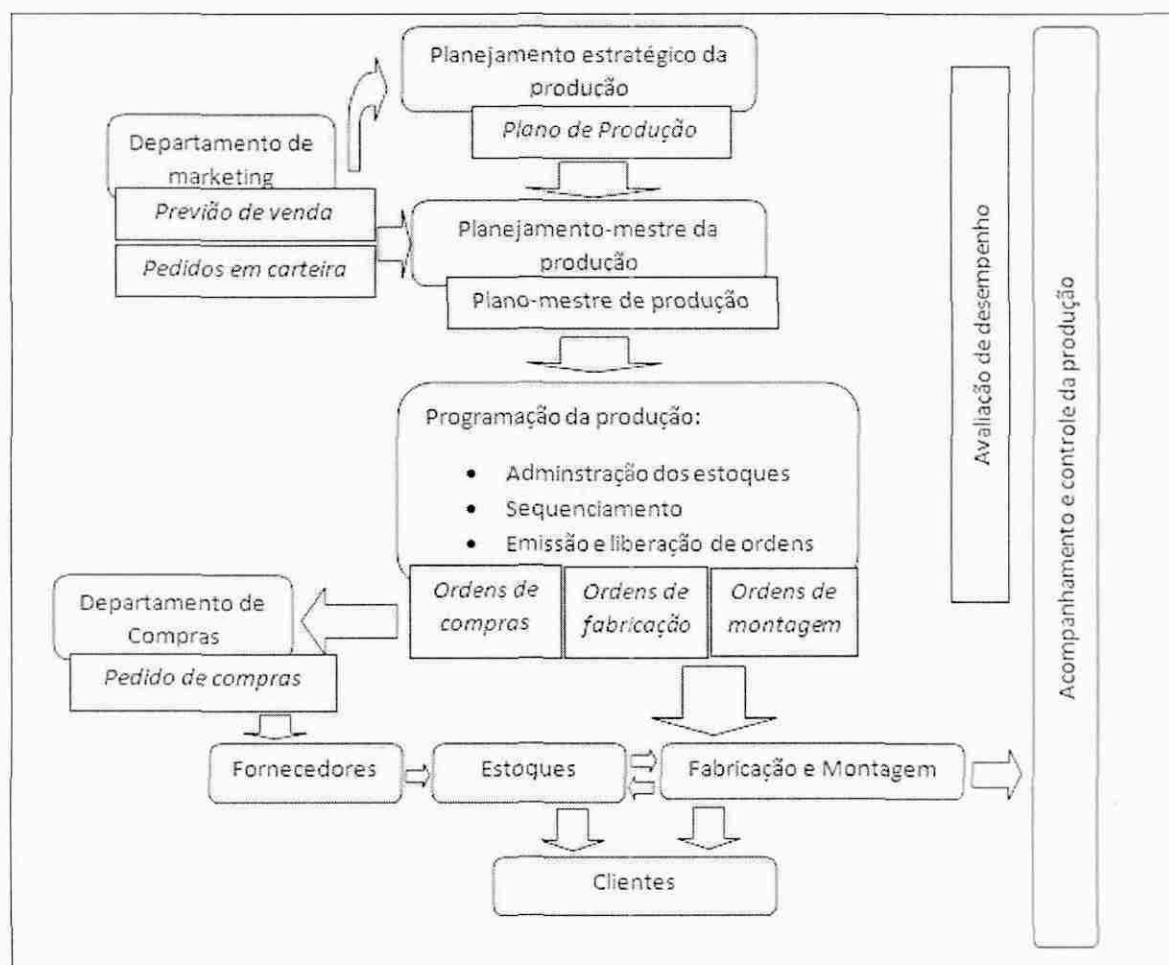 Planejamento estratégico da
produção
Plano de Produção
Departamento de
marketing
Previão de venda
Pedidos em carteira
Planejamento-mestre da
produção
Plano-mestre de produção
Programação da produção:
• Adminstração dos estoques
• Sequenciamento
• Emissão e liberação de ordens
Ordens de
compras
Ordens de
fabricação
Ordens de
montagem
Departamento de
Compras
Pedido de compras
Fornecedores
Estoques
Fabricação e Montagem
Clientes
Avaliação de desempenho
Acompanhamento e controle da produção